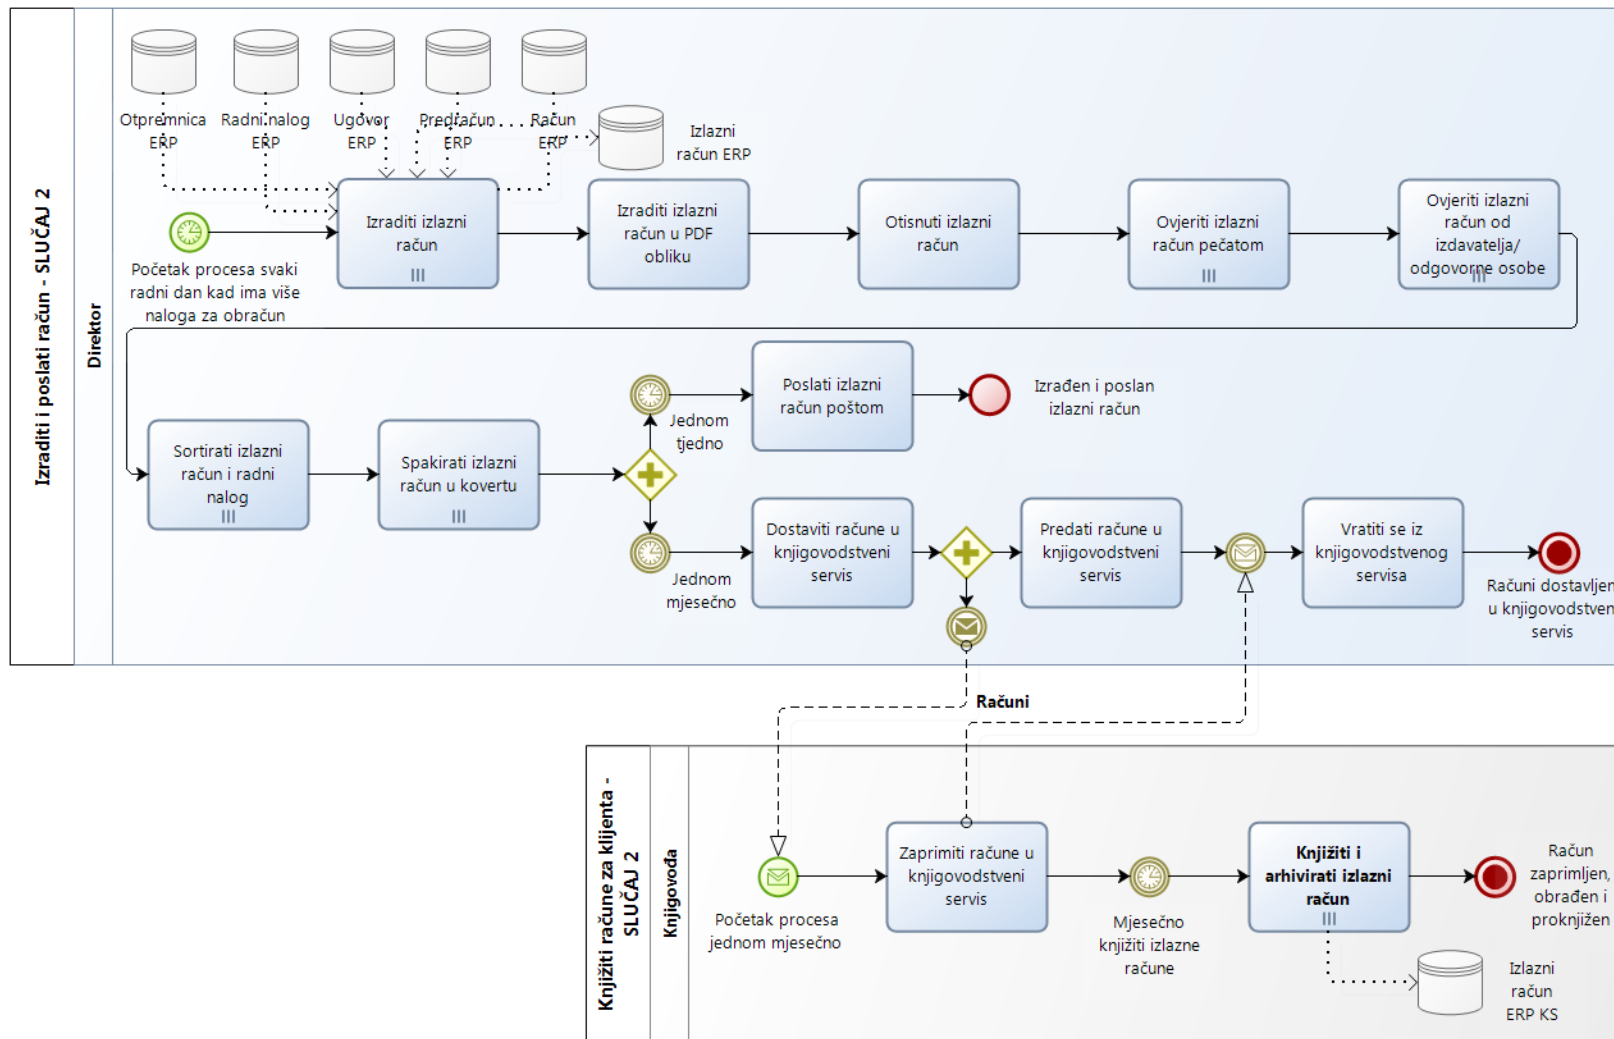 Izraditi i poslati račun - SLUČAJ 2
Direktor
Otpremnica
ERP
Radni nalog
ERP
Ugovor
ERP
Predračun
ERP
Račun
ERP
Izlazni
račun ERP
Početak procesa svaki
radni dan kad ima više
naloga za obračun
Izraditi izlazni
račun
Izraditi izlazni
račun u PDF
obliku
Otisnuti izlazni
račun
Ovjeriti izlazni
račun pečatom
Ovjeriti izlazni
račun od
izdavatelja/
odgovorne osobe
Sortirati izlazni
račun i radni
nalog
Spakirati izlazni
račun u kovertu
Jednom
tjedno
Poslati izlazni
račun poštom
Izrađen i poslan
izlazni račun
Jednom
mjesečno
Dostaviti račune u
knjigovodstveni
servis
Predati račune u
knjigovodstveni
servis
Vratiti se iz
knjigovodstvenog
servisa
Računi dostavljen
u knjigovodstven
servis
Računi
Knjižiti račune za klijenta -
SLUČAJ 2
Knjigovođa
Početak procesa
jednom mjesečno
Zaprimiti račune u
knjigovodstveni
servis
Mjesečno
knjižiti izlazne
račune
Knjižiti i
arhivirati izlazni
račun
Račun
zaprimljen,
obrađen i
proknjižen
Izlazni
račun
ERP KS